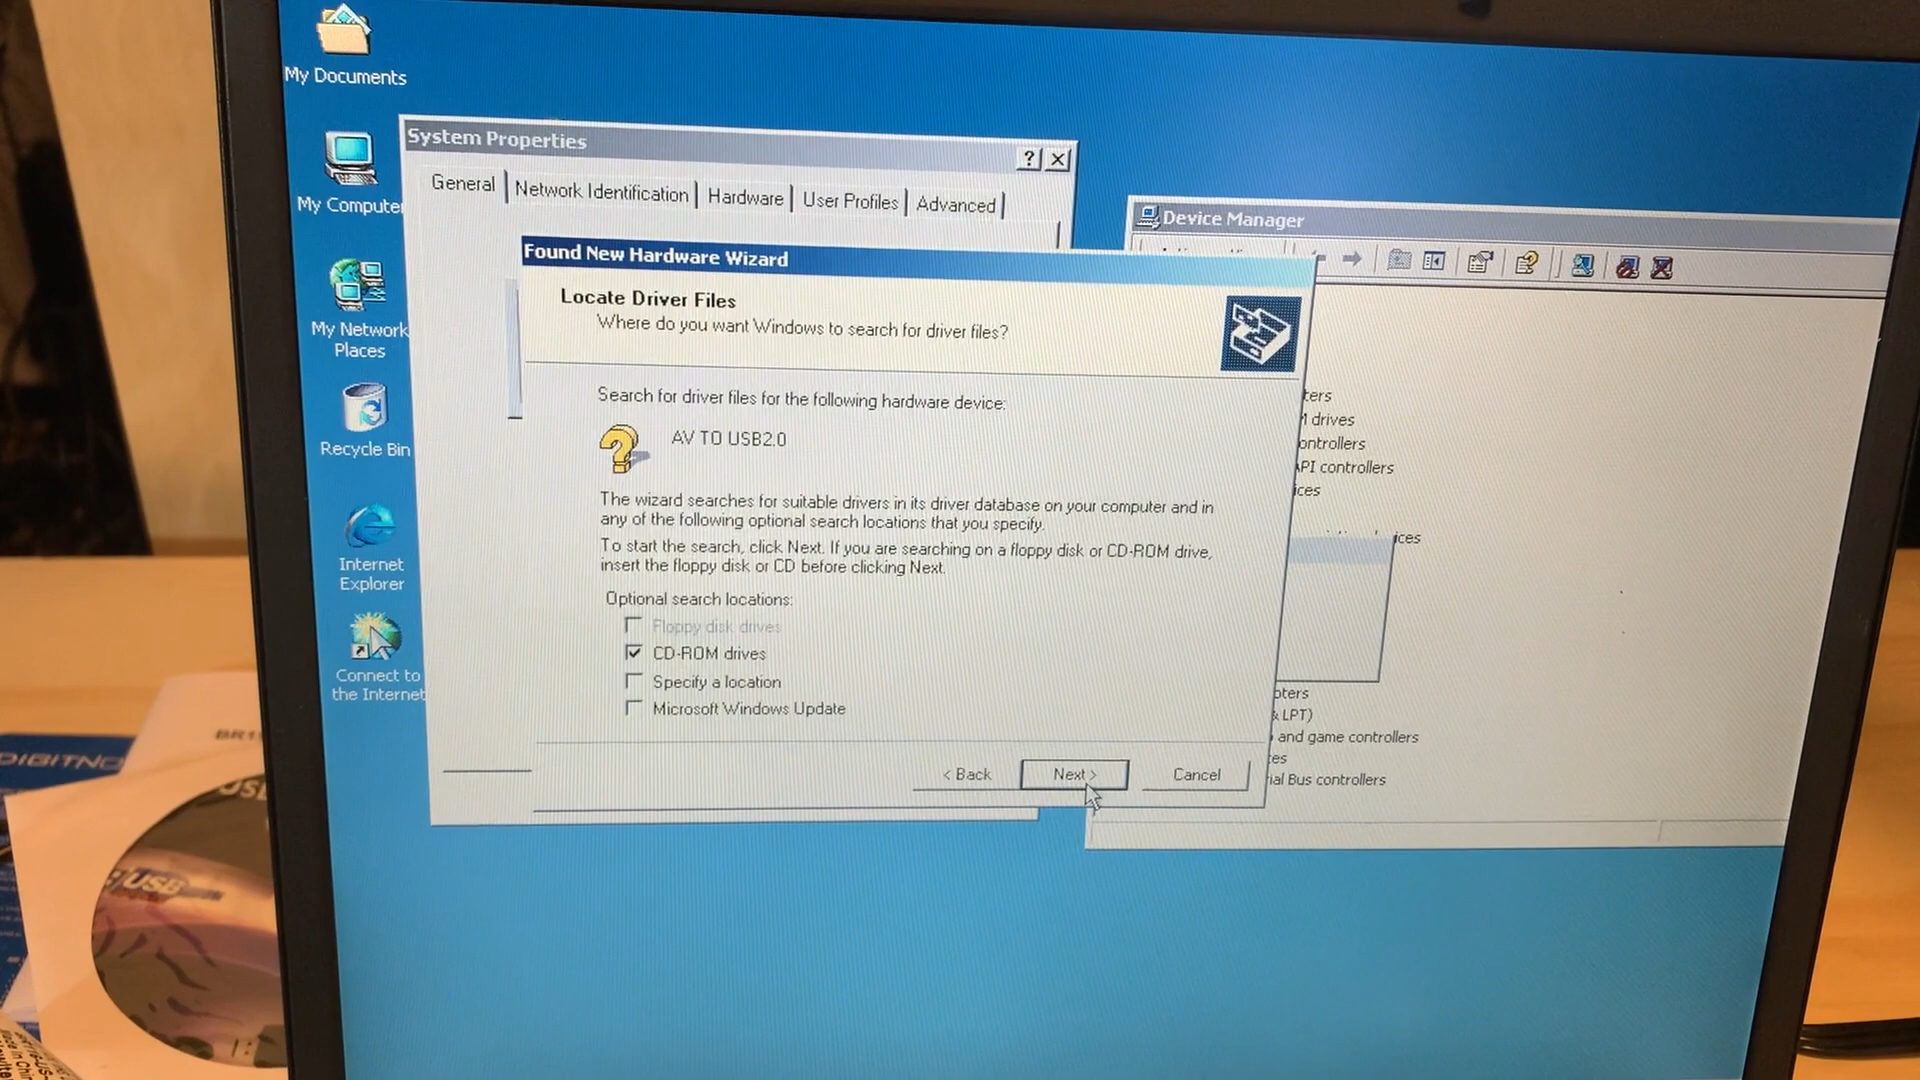 My Documents
My Compute
My Network
Places
Recycle Bin
Internet
Explorer
Connect to
the Internet
System Properties
General
Network Identification
Hardware
User Profiles
Advanced
Found New Hardware Wizard
Locate Driver Files
Where do you want Windows to search for driver files?
Search for driver files for the following hardware device:
AV TO USB2.0
The wizard searches for suitable drivers in its driver database on your computer and in
any of the following optional search locations that you specify.
To start the search, click Next. If you are searching on a floppy disk or CD-ROM drive,
insert the floppy disk or CD before clicking Next.
Optional search locations:
Floppy disk drives
CD-ROM drives
Specify a location
Microsoft Windows Update
< Back
Next >
Cancel
Device Manager
ters
drives
ontrollers
API controllers
ices
ices
pters
& LPT)
and game controllers
ces
ial Bus controllers
DIGITNO
BR1
USB